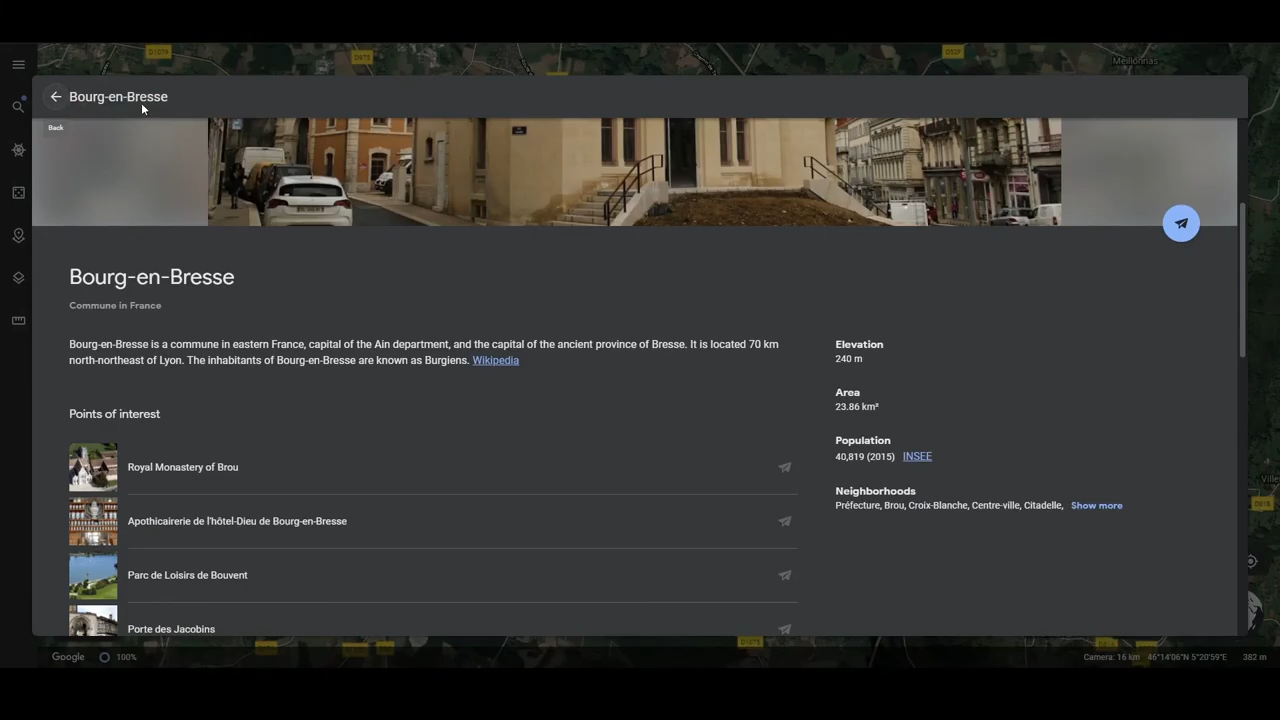 D1079
D975
D52F
Meillonnas
Bourg-en-Bresse
Back
Bourg-en-Bresse
Commune in France
Bourg-en-Bresse is a commune in eastern France, capital of the Ain department, and the capital of the ancient province of Bresse. It is located 70 km
north-northeast of Lyon. The inhabitants of Bourg-en-Bresse are known as Burgiens. Wikipedia
Points of interest
Royal Monastery of Brou
Apothicairerie de l'hôtel-Dieu de Bourg-en-Bresse
Parc de Loisirs de Bouvent
Porte des Jacobins
Elevation
240 m
Area
23.86 km²
Population
40,819 (2015) INSEE
Neighborhoods
Préfecture, Brou, Croix-Blanche, Centre-ville, Citadelle, Show more
Google 100%
Camera: 16 km 46°14'06"N 5°20'59"E 382 m